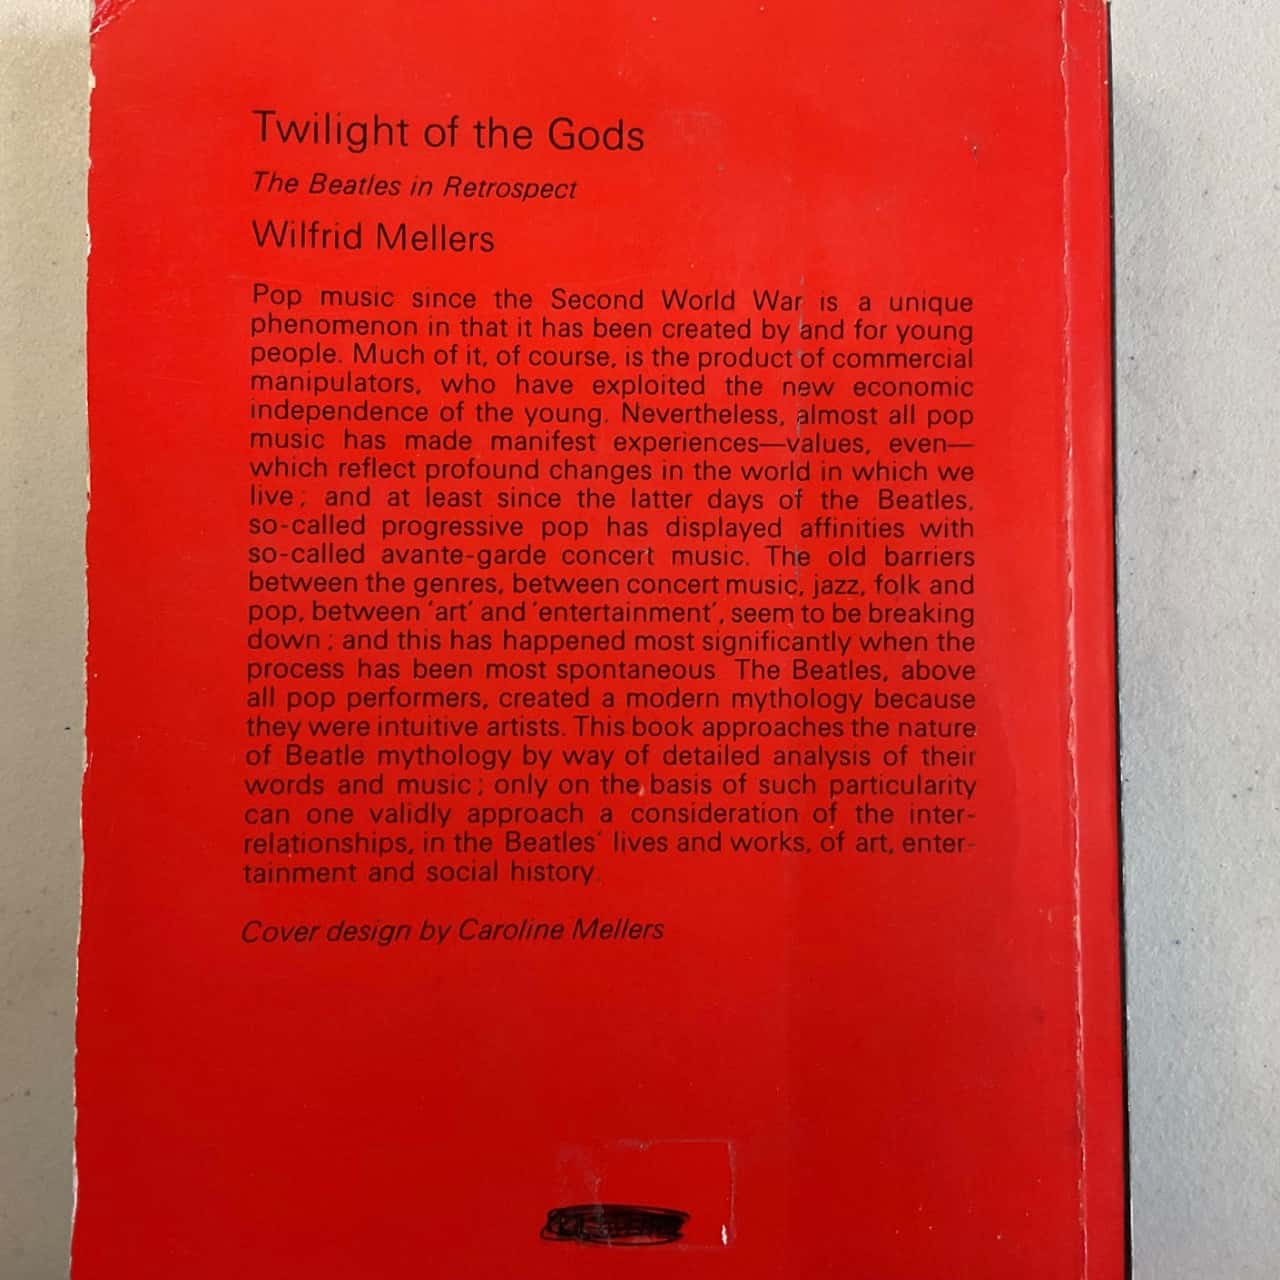 Twilight of the Gods
The Beatles in Retrospect
Wilfrid Mellers
Pop music since the Second World War is a unique
phenomenon in that it has been created by and for young
people. Much of it, of course, is the product of commercial
manipulators, who have exploited the new economic
independence of the young. Nevertheless, almost all pop
music has made manifest experiences—values, even—
which reflect profound changes in the world in which we
live; and at least since the latter days of the Beatles,
so-called progressive pop has displayed affinities with
so-called avante-garde concert music. The old barriers
between the genres, between concert music, jazz, folk and
pop, between 'art' and 'entertainment', seem to be breaking
down; and this has happened most significantly when the
process has been most spontaneous The Beatles, above
all pop performers, created a modern mythology because
they were intuitive artists. This book approaches the nature
of Beatle mythology by way of detailed analysis of their
words and music; only on the basis of such particularity
can one validly approach a consideration of the inter-
relationships, in the Beatles' lives and works, of art, enter-
tainment and social history.
Cover design by Caroline Mellers